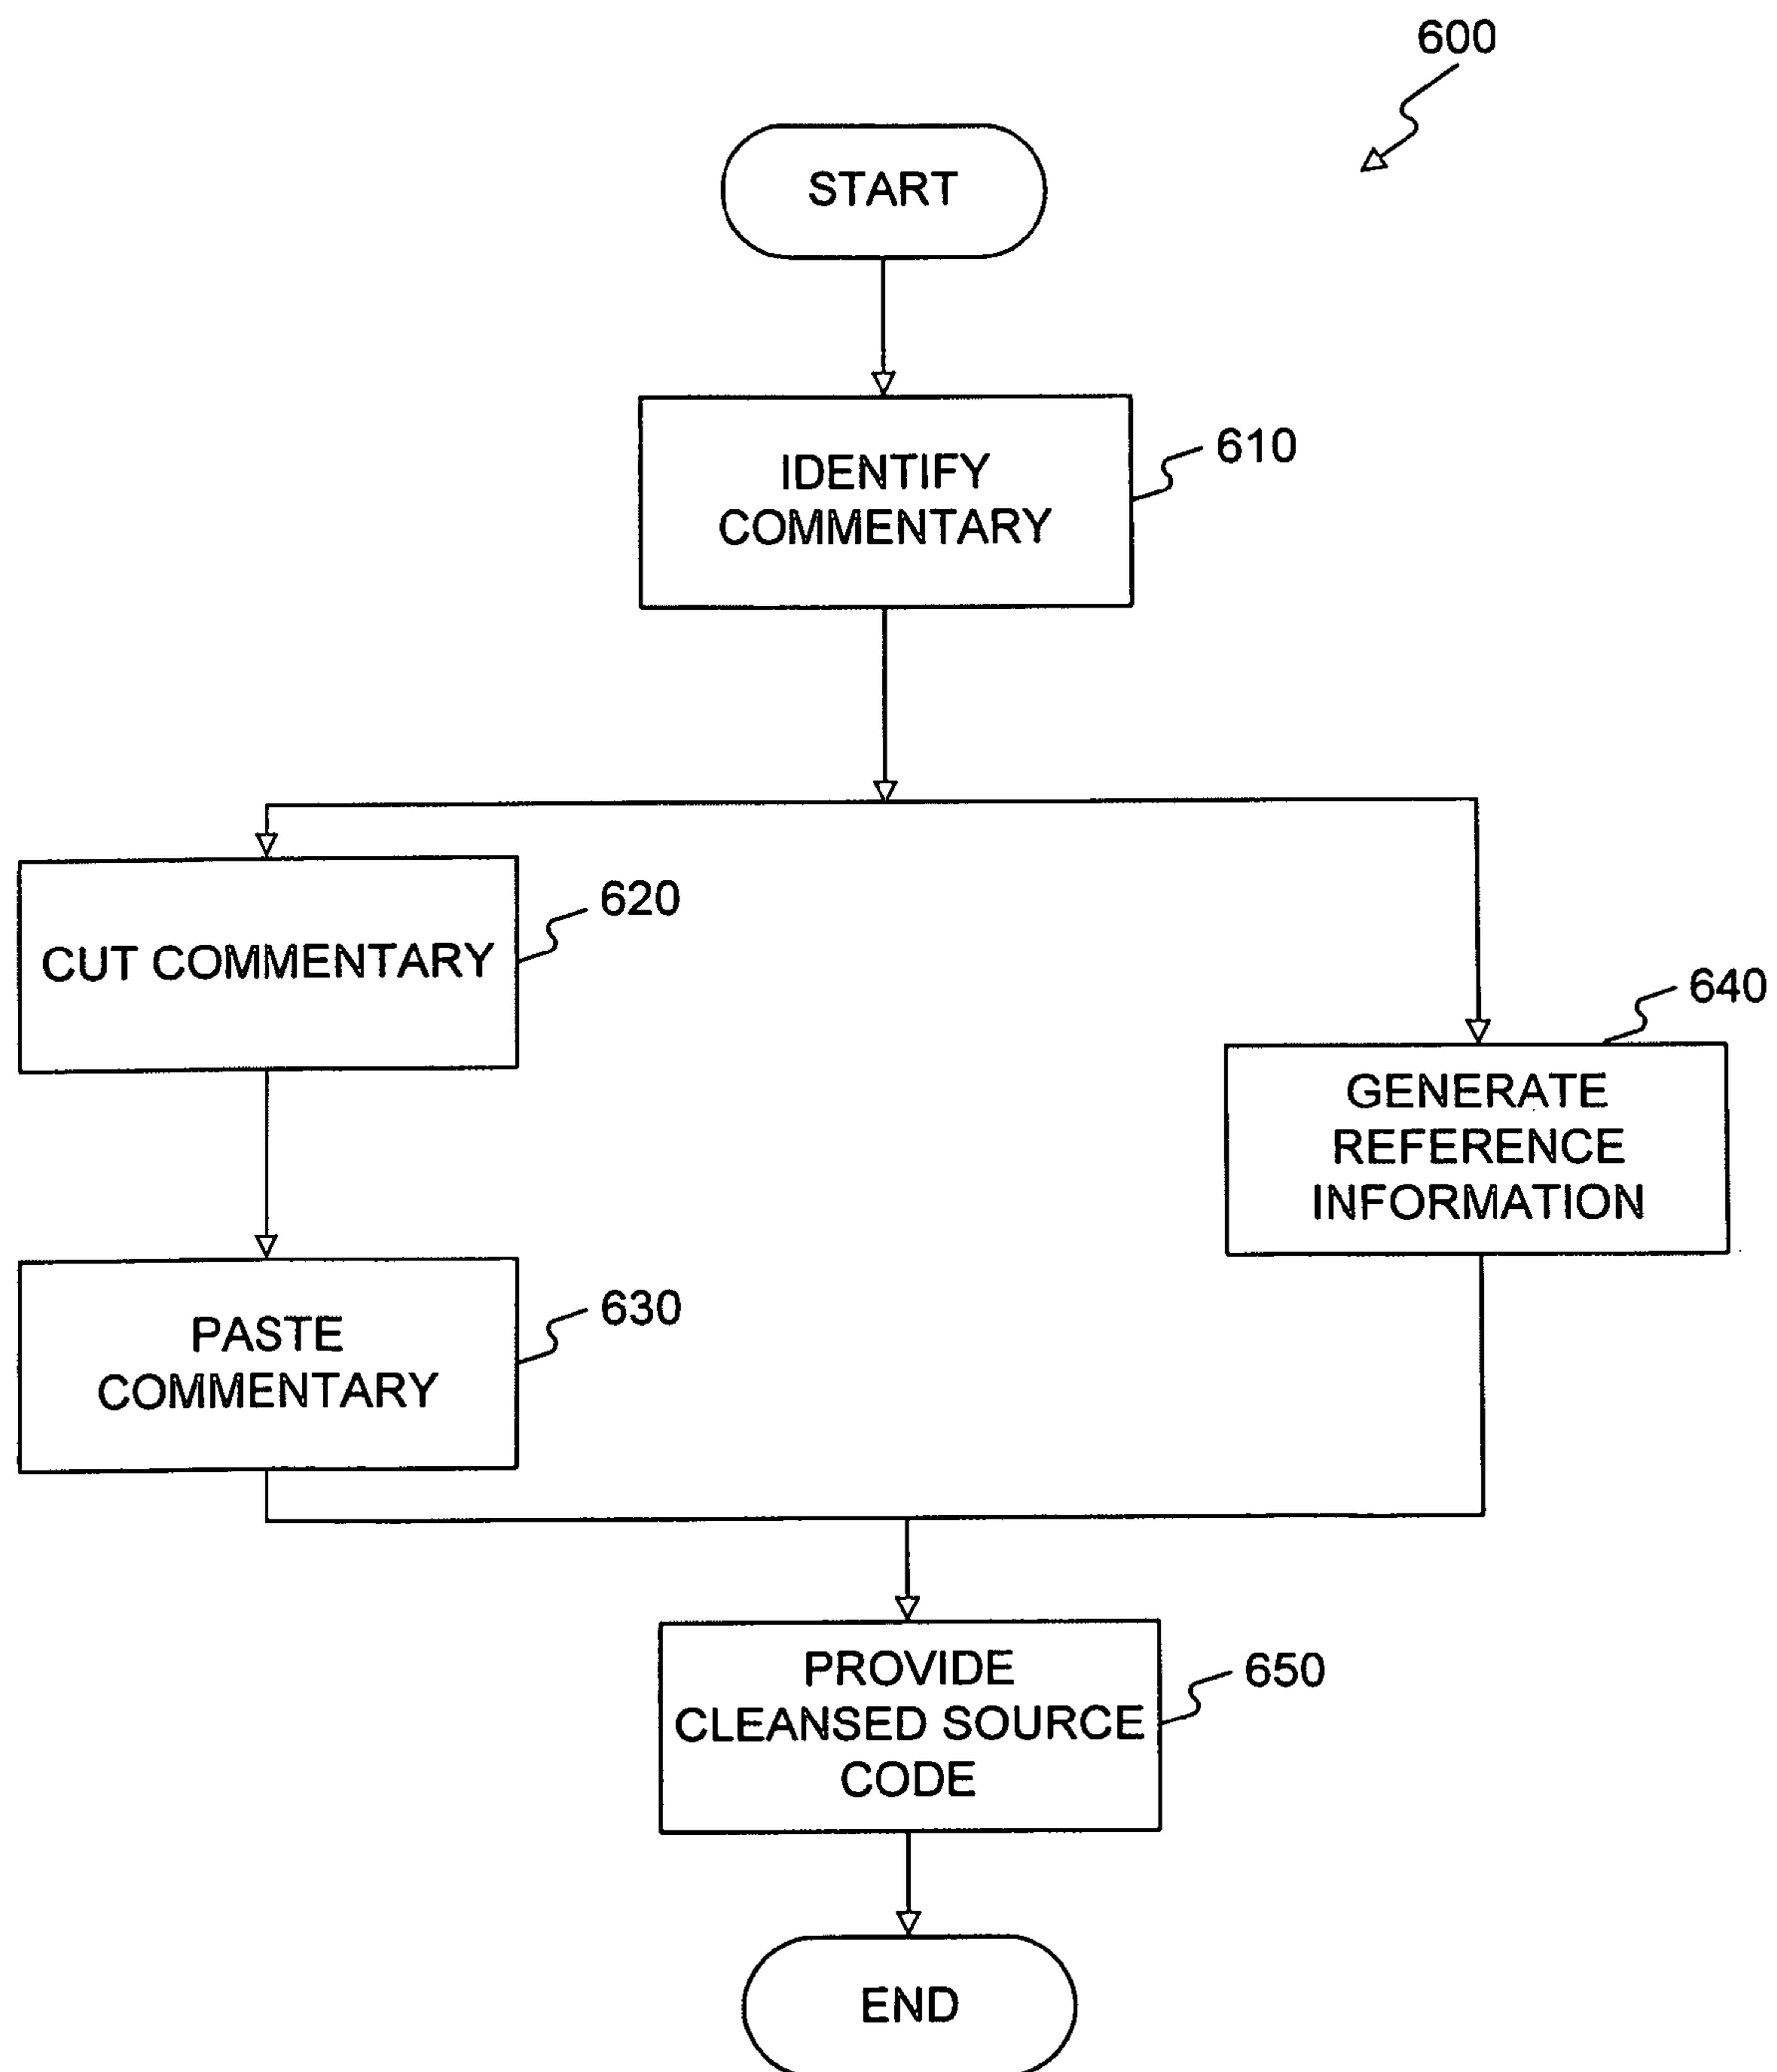 600
START
IDENTIFY
COMMENTARY
610
CUT COMMENTARY
620
PASTE
COMMENTARY
630
GENERATE
REFERENCE
INFORMATION
640
PROVIDE
CLEANSED SOURCE
CODE
650
END